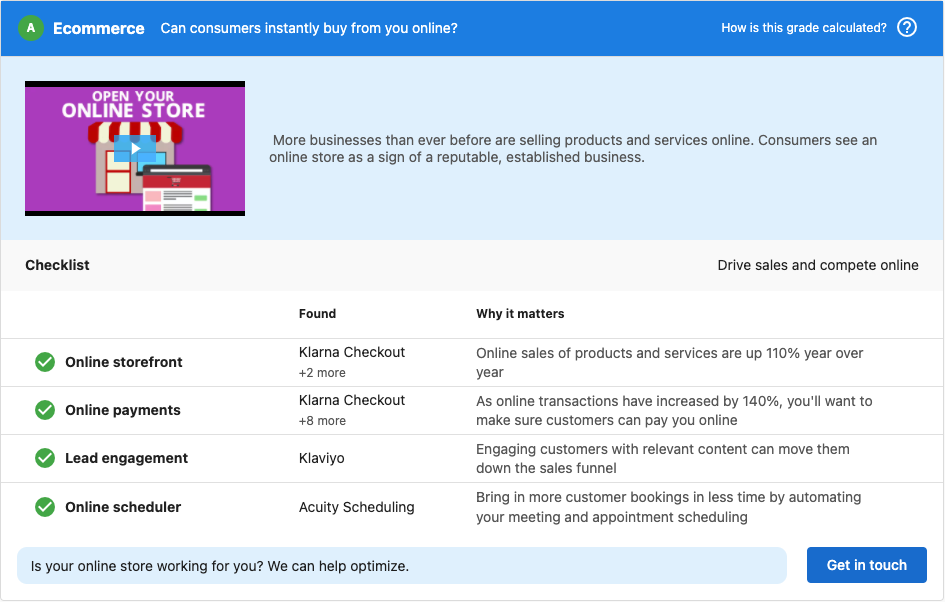 A Ecommerce Can consumers instantly buy from you online? How is this grade calculated? ?
OPEN YOUR
ONLINE STORE
More businesses than ever before are selling products and services online. Consumers see an
online store as a sign of a reputable, established business.
Checklist Drive sales and compete online
Found Why it matters
Online storefront Klarna Checkout +2 more Online sales of products and services are up 110% year over
year
Online payments Klarna Checkout +8 more As online transactions have increased by 140%, you'll want to
make sure customers can pay you online
Lead engagement Klaviyo Engaging customers with relevant content can move them
down the sales funnel
Online scheduler Acuity Scheduling Bring in more customer bookings in less time by automating
your meeting and appointment scheduling
Is your online store working for you? We can help optimize. Get in touch